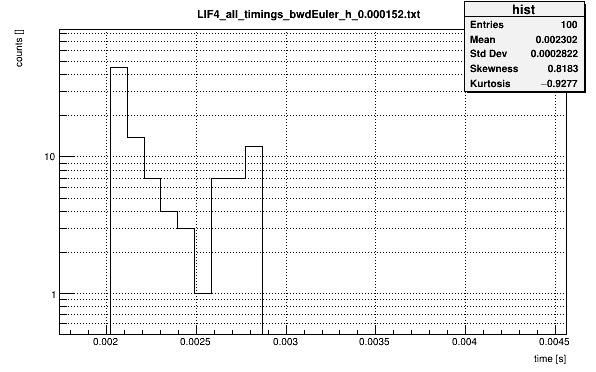 LIF4_all_timings_bwdEuler_h_0.000152.txt
hist
Entries 100
Mean 0.002302
Std Dev 0.0002822
Skewness 0.8183
Kurtosis −0.9277
counts []
10
1
0.002 0.0025 0.003 0.0035 0.004 0.0045
time [s]